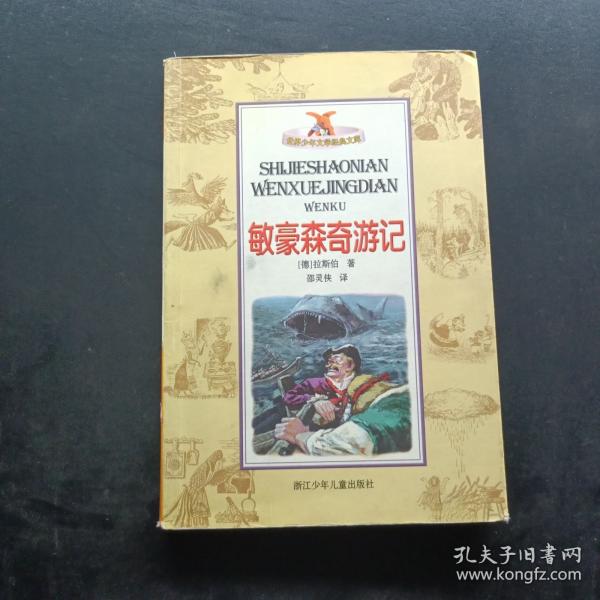 世界少年文学经典文库
SHIJIESHAONIAN
WENXUEJINGDIAN
WENKU
敏豪森奇游记
[德]拉斯伯 著
邵灵侠 译
浙江少年儿童出版社
孔夫子旧书网
www.kongfz.com